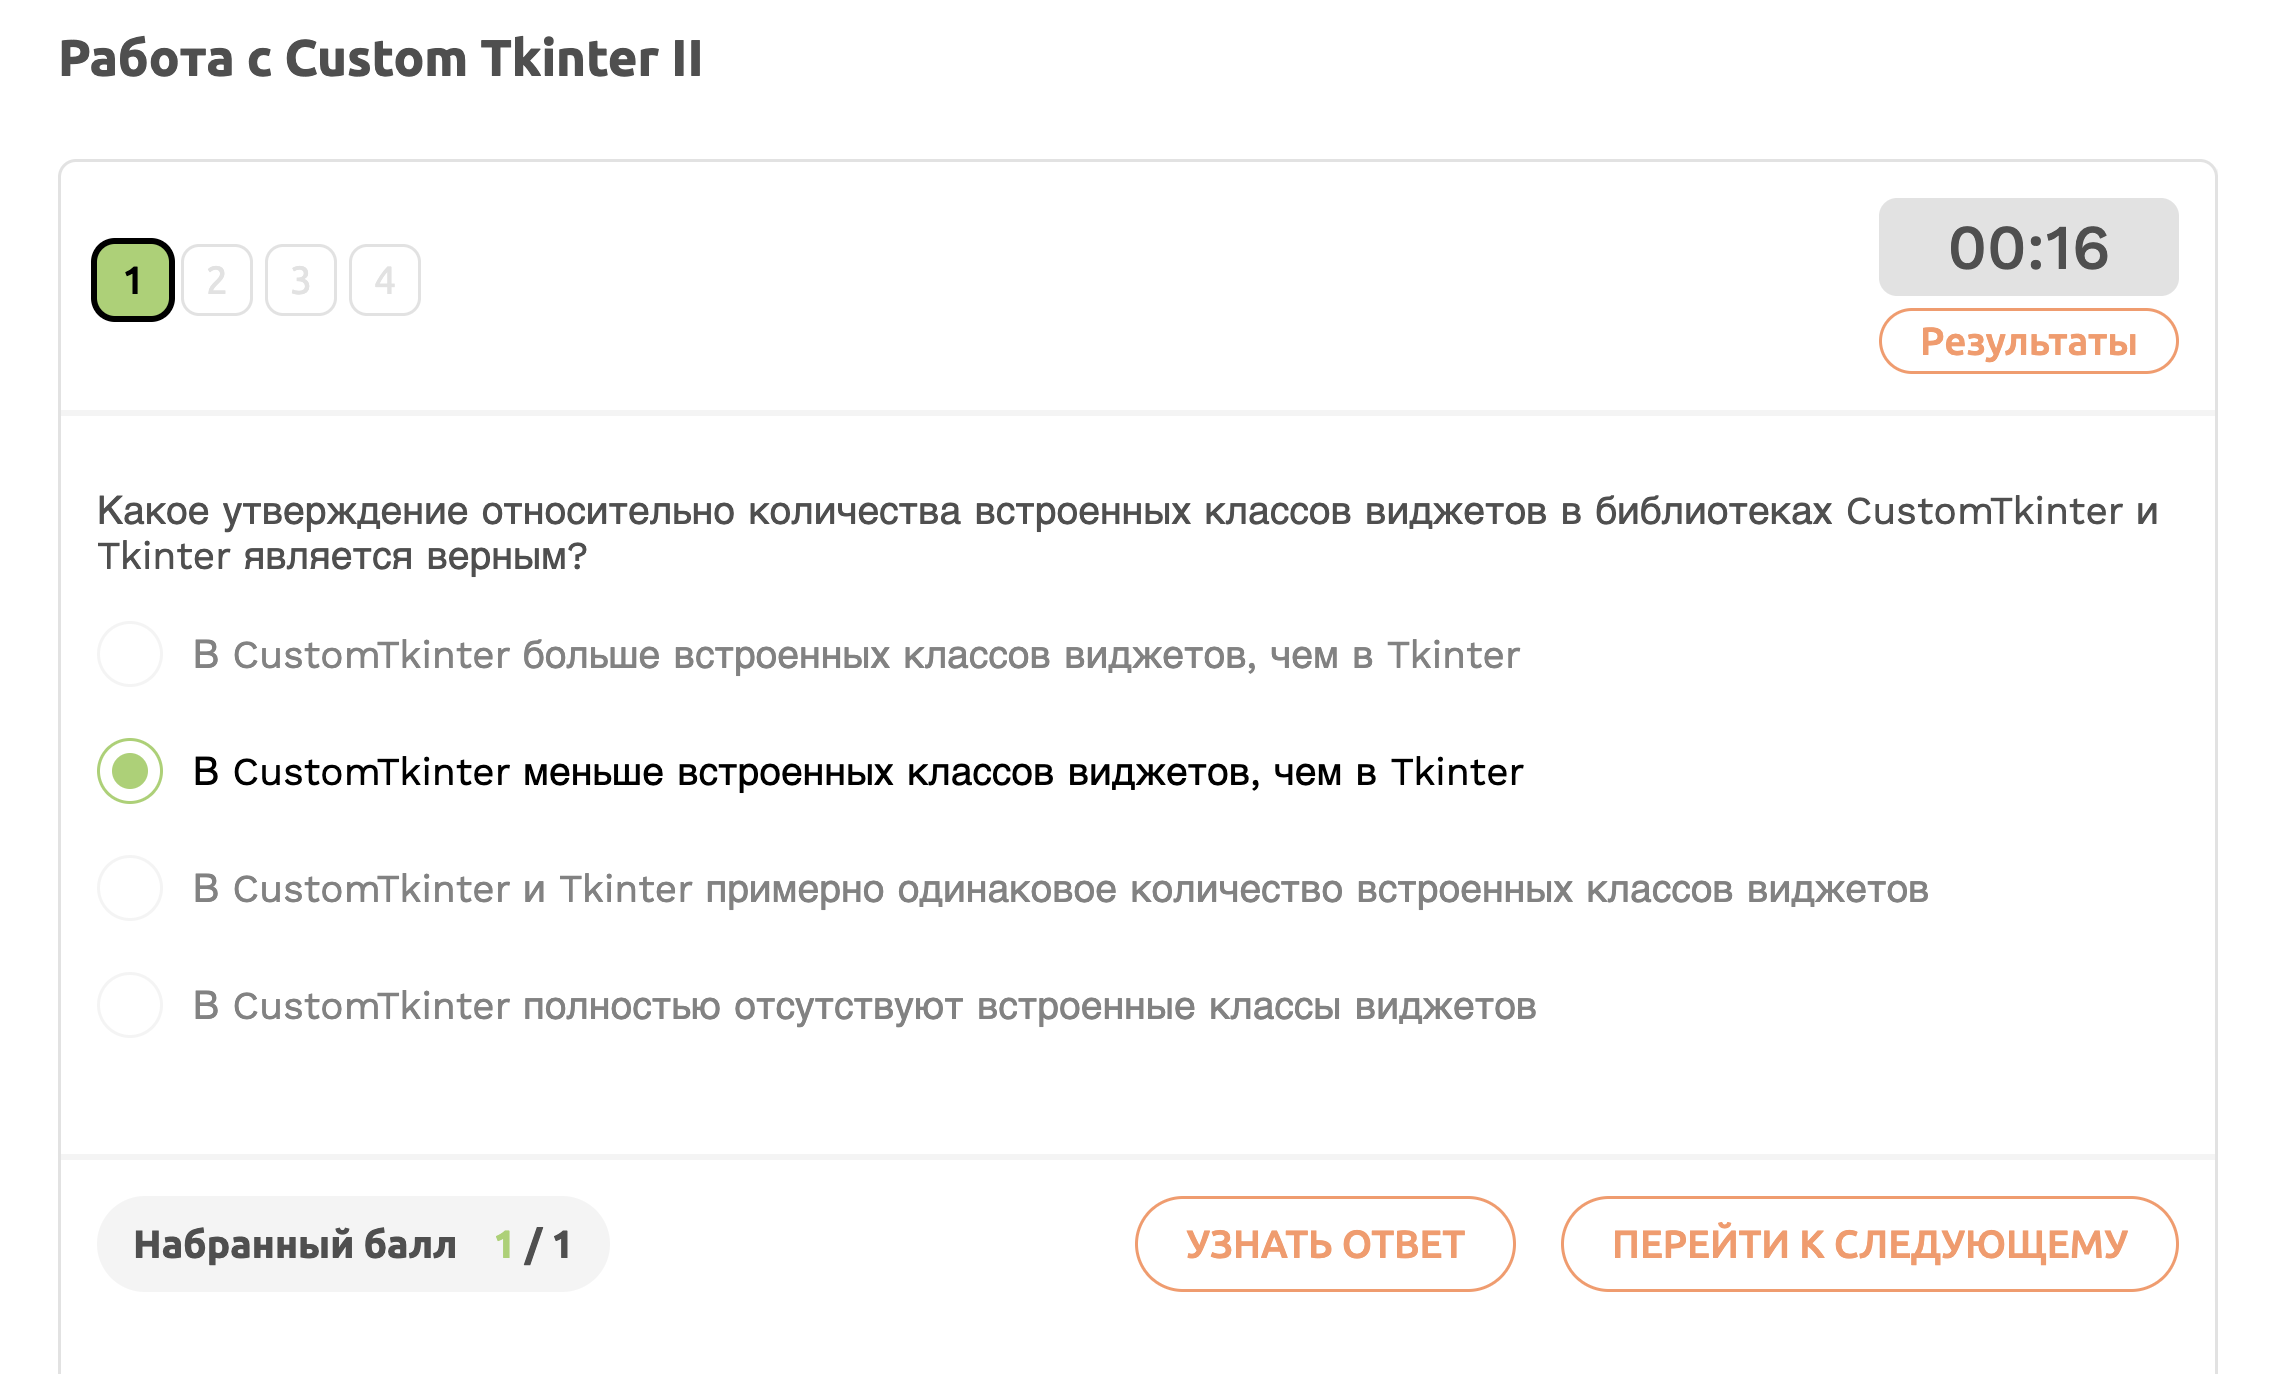 Работа с Custom Tkinter II
1 2 3 4
00:16
Результаты
Какое утверждение относительно количества встроенных классов виджетов в библиотеках CustomTkinter и
Tkinter является верным?
В CustomTkinter больше встроенных классов виджетов, чем в Tkinter
В CustomTkinter меньше встроенных классов виджетов, чем в Tkinter
В CustomTkinter и Tkinter примерно одинаковое количество встроенных классов виджетов
В CustomTkinter полностью отсутствуют встроенные классы виджетов
Набранный балл 1 / 1
УЗНАТЬ ОТВЕТ
ПЕРЕЙТИ К СЛЕДУЮЩЕМУ